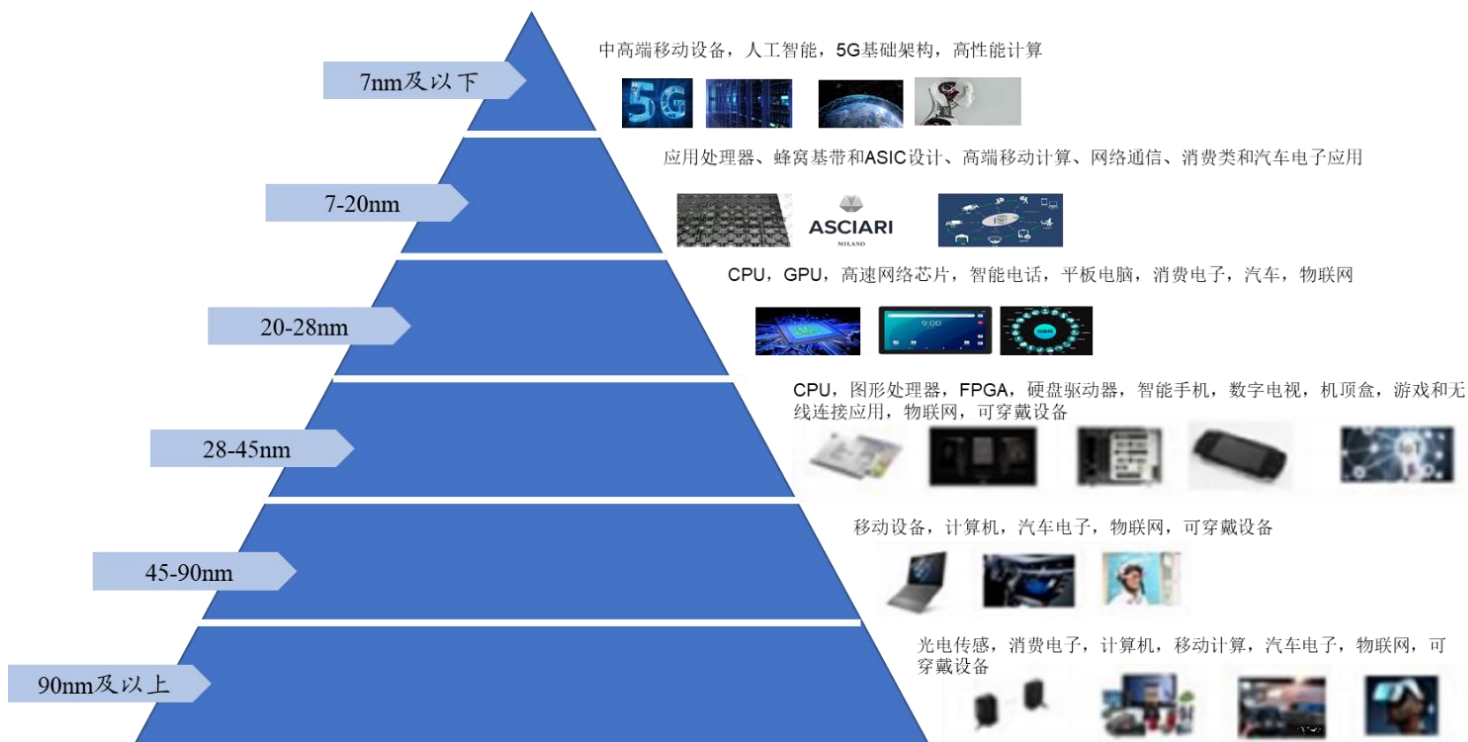 中高端移动设备，人工智能，5G基础架构，高性能计算
7nm及以下
5G
应用处理器、蜂窝基带和ASIC设计、高端移动计算、网络通信、消费类和汽车电子应用
7-20nm
ASCIARI
MILANO
CPU，GPU，高速网络芯片，智能电话，平板电脑，消费电子，汽车，物联网
20-28nm
9:00
CPU，图形处理器，FPGA，硬盘驱动器，智能手机，数字电视，机顶盒，游戏和无
线连接应用，物联网，可穿戴设备
28-45nm
IoT
移动设备，计算机，汽车电子，物联网，可穿戴设备
45-90nm
光电传感，消费电子，计算机，移动计算，汽车电子，物联网，可
穿戴设备
90nm及以上